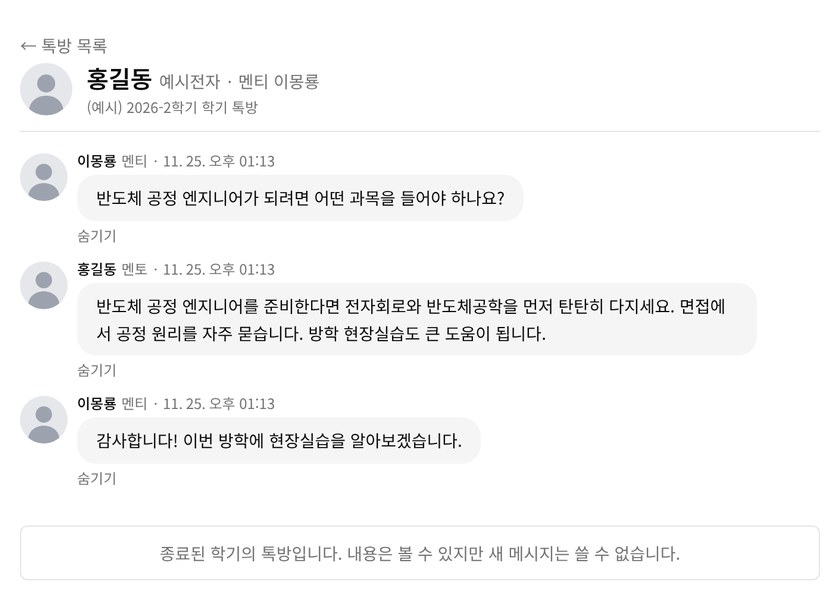 ← 톡방 목록
홍길동 예시전자 · 멘티 이몽룡
(예시) 2026-2학기 학기 톡방
이몽룡 멘티 · 11. 25. 오후 01:13
반도체 공정 엔지니어가 되려면 어떤 과목을 들어야 하나요?
숨기기
홍길동 멘토 · 11. 25. 오후 01:13
반도체 공정 엔지니어를 준비한다면 전자회로와 반도체공학을 먼저 탄탄히 다지세요. 면접에
서 공정 원리를 자주 묻습니다. 방학 현장실습도 큰 도움이 됩니다.
숨기기
이몽룡 멘티 · 11. 25. 오후 01:13
감사합니다! 이번 방학에 현장실습을 알아보겠습니다.
숨기기
종료된 학기의 톡방입니다. 내용은 볼 수 있지만 새 메시지는 쓸 수 없습니다.